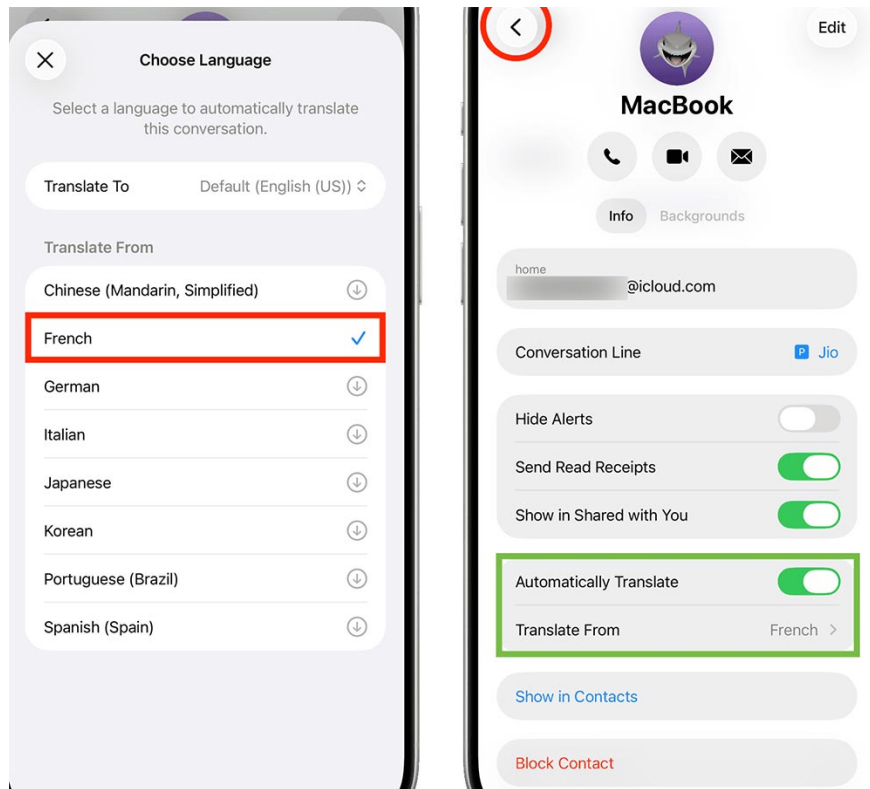 Choose Language
Select a language to automatically translate
this conversation.
Translate To Default (English (US))
Translate From
Chinese (Mandarin, Simplified)
French
German
Italian
Japanese
Korean
Portuguese (Brazil)
Spanish (Spain)
Edit
MacBook
Info Backgrounds
home
@icloud.com
Conversation Line P Jio
Hide Alerts
Send Read Receipts
Show in Shared with You
Automatically Translate
Translate From French
Show in Contacts
Block Contact